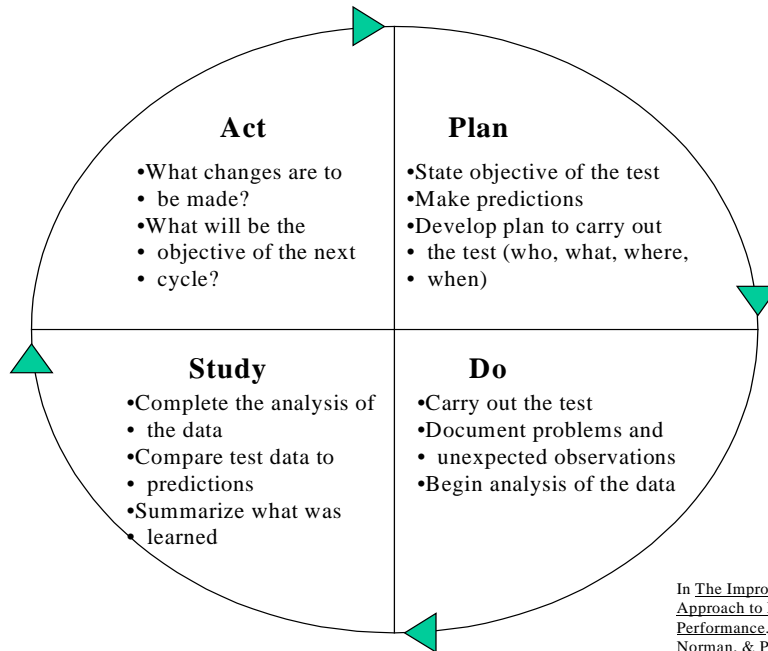 Act
•What changes are to
• be made?
•What will be the
• objective of the next
• cycle?
Plan
•State objective of the test
•Make predictions
•Develop plan to carry out
• the test (who, what, where,
• when)
Study
•Complete the analysis of
• the data
•Compare test data to
• predictions
•Summarize what was
• learned
Do
•Carry out the test
•Document problems and
• unexpected observations
•Begin analysis of the data
In The Impro
Approach to
Performance.
Norman, & P